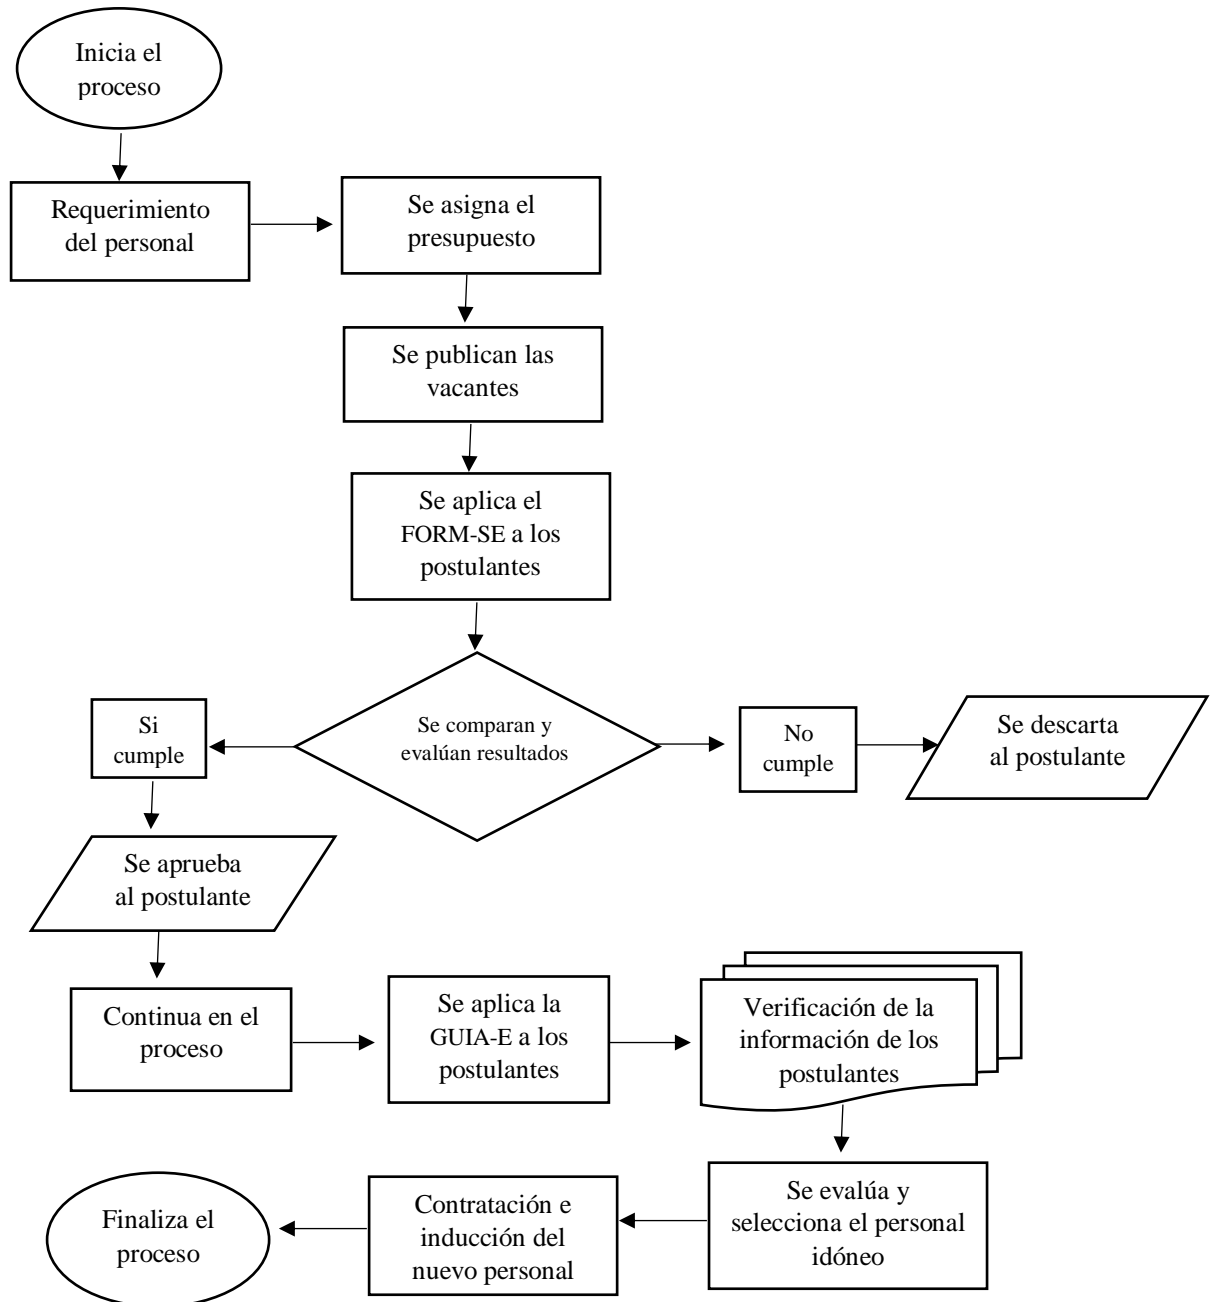 Inicia el
proceso
Requerimiento
del personal
Se asigna el
presupuesto
Se publican las
vacantes
Se aplica el
FORM-SE a los
postulantes
Se comparan y
evalúan resultados
Si
cumple
No
cumple
Se descarta
al postulante
Se aprueba
al postulante
Continua en el
proceso
Se aplica la
GUIA-E a los
postulantes
Verificación de la
información de los
postulantes
Se evalúa y
selecciona el personal
idóneo
Contratación e
inducción del
nuevo personal
Finaliza el
proceso